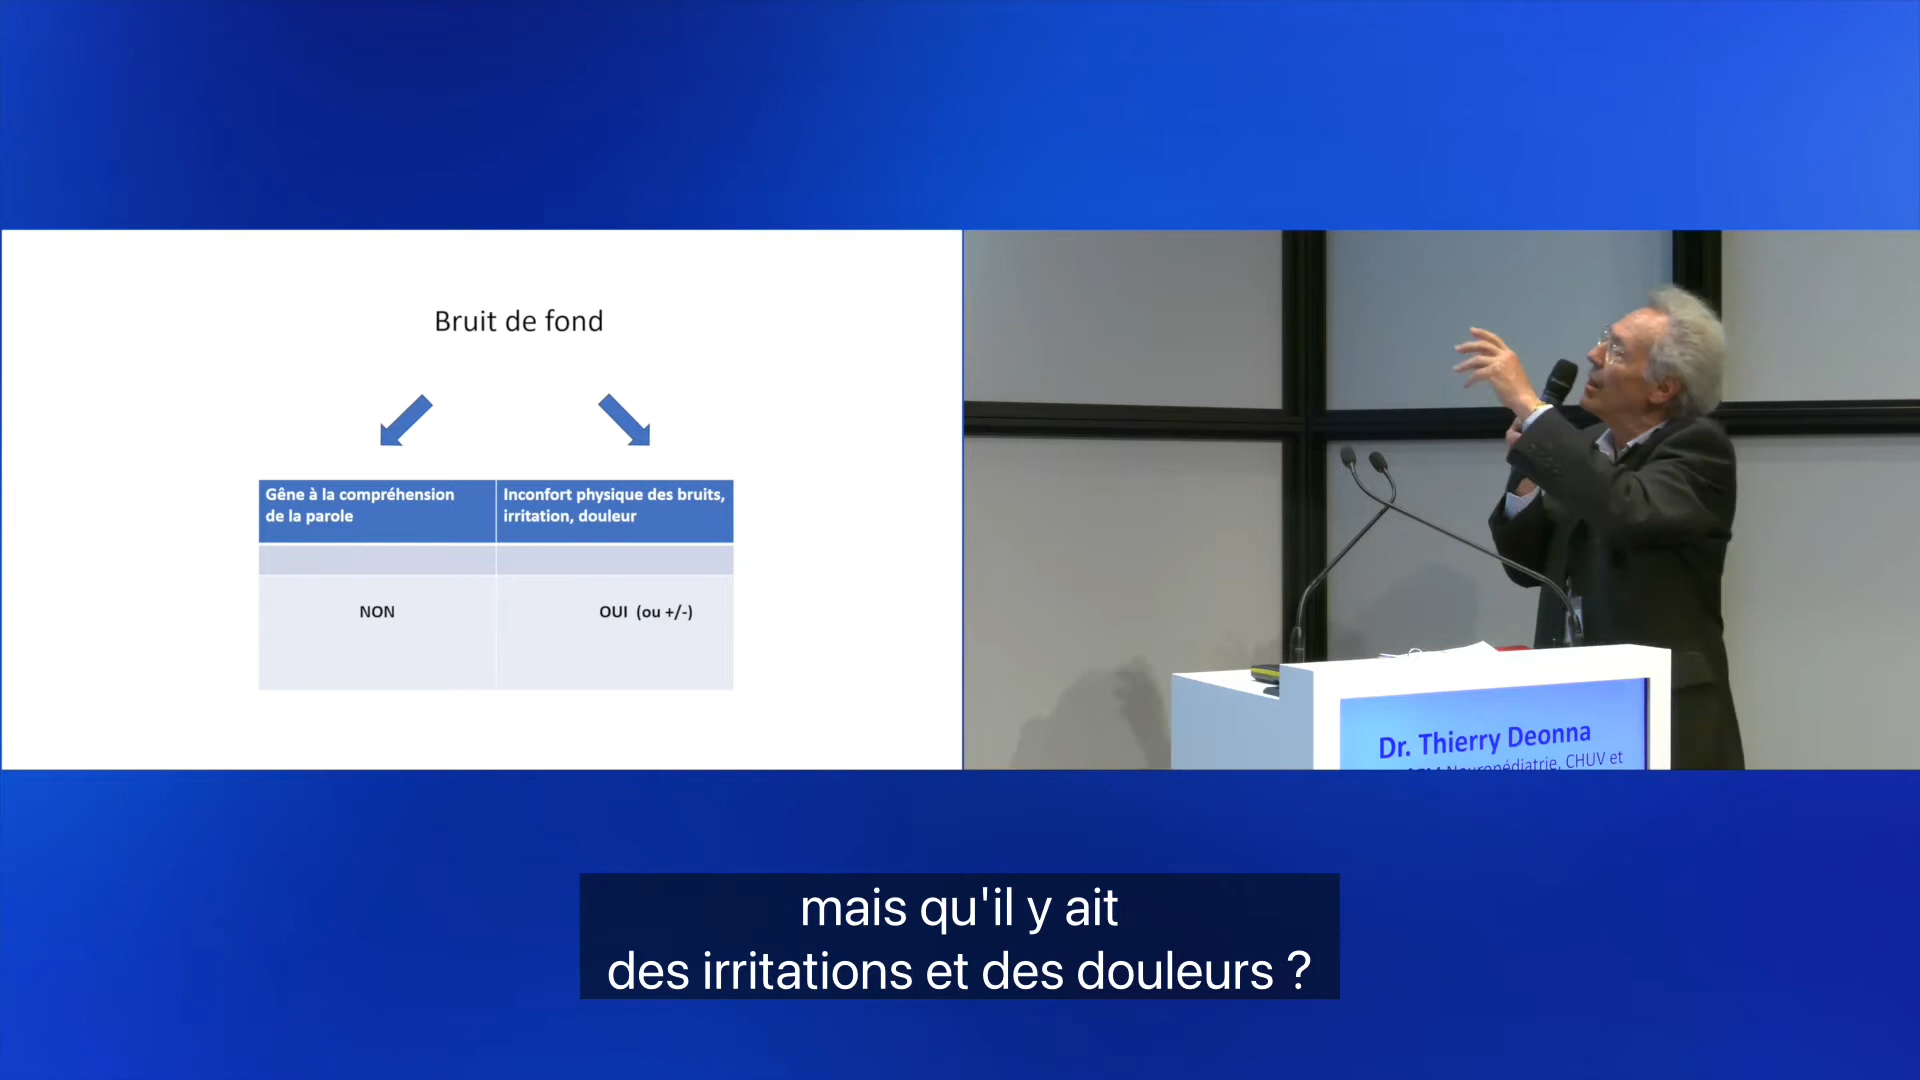 Bruit de fond
Gêne à la compréhension
de la parole
Inconfort physique des bruits,
irritation, douleur
NON
OUI (ou +/-)
Dr. Thierry Deonna
Neuropédiatrie, CHUV et
mais qu'il y ait
des irritations et des douleurs ?